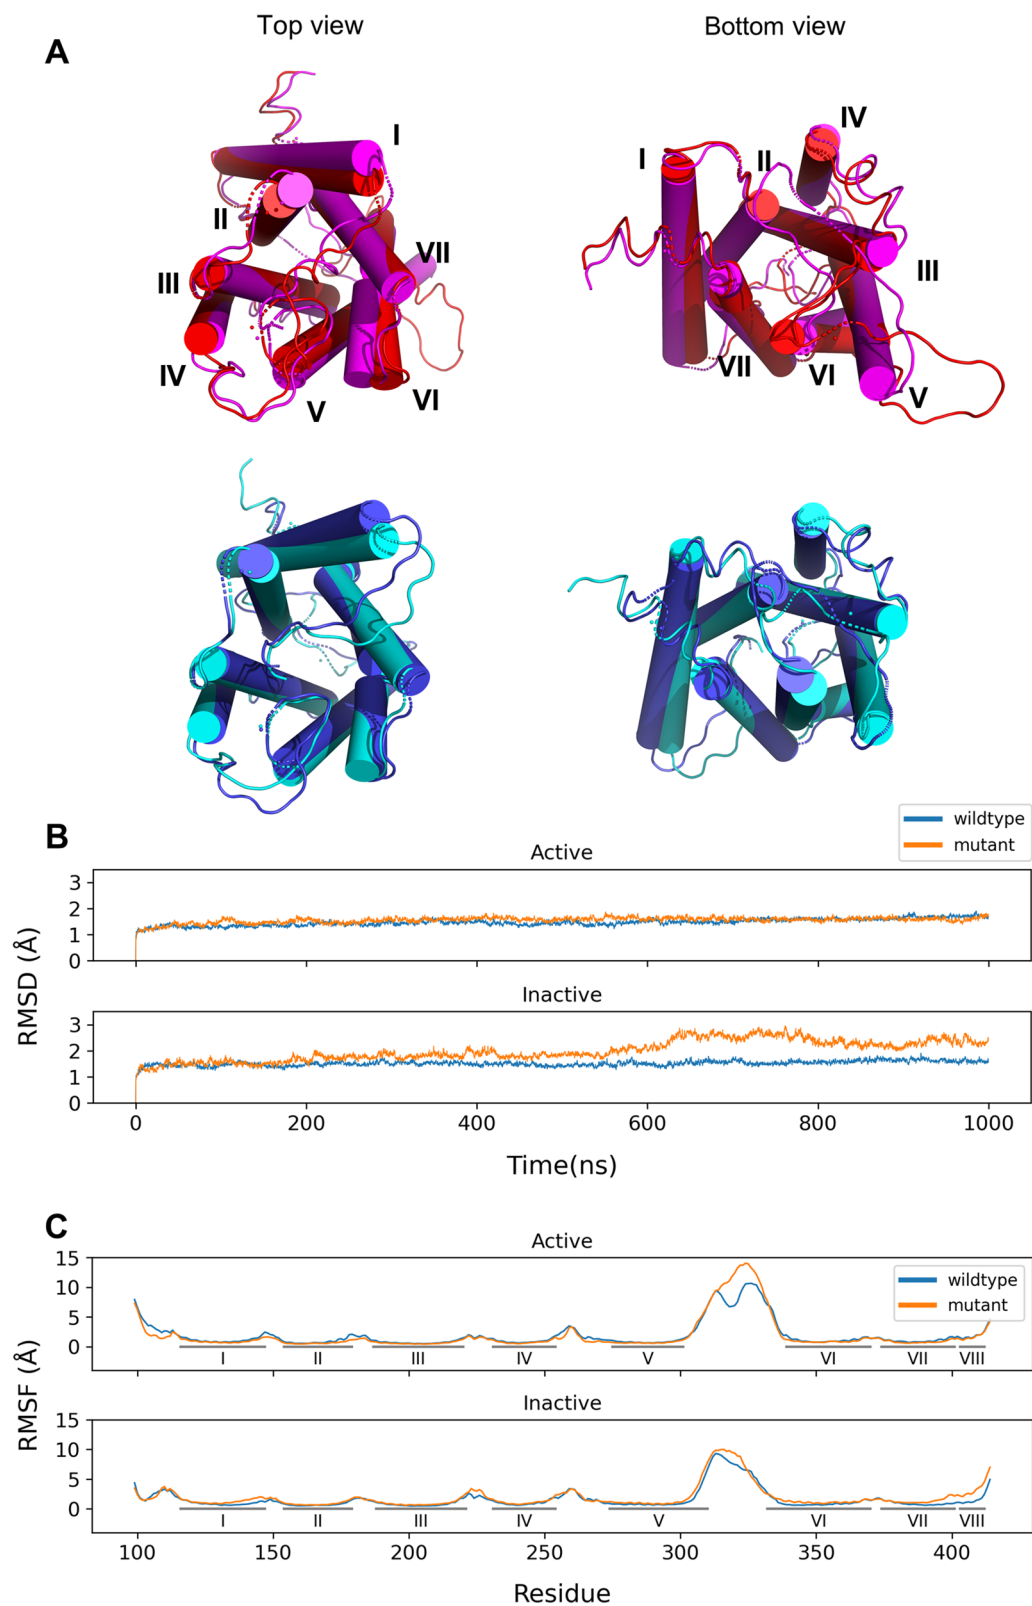 Top view
Bottom view
A
I
II
III
IV
V
VI
VII
I
II
IV
III
VII
VI
V
B
wildtype
mutant
Active
3
2
1
0
RMSD (Å)
Inactive
3
2
1
0
0 200 400 600 800 1000
Time(ns)
C
Active
15
10
5
0
wildtype
mutant
I II III IV V VI VII VIII
RMSF (Å)
Inactive
15
10
5
0
I II III IV V VI VII VIII
100 150 200 250 300 350 400
Residue